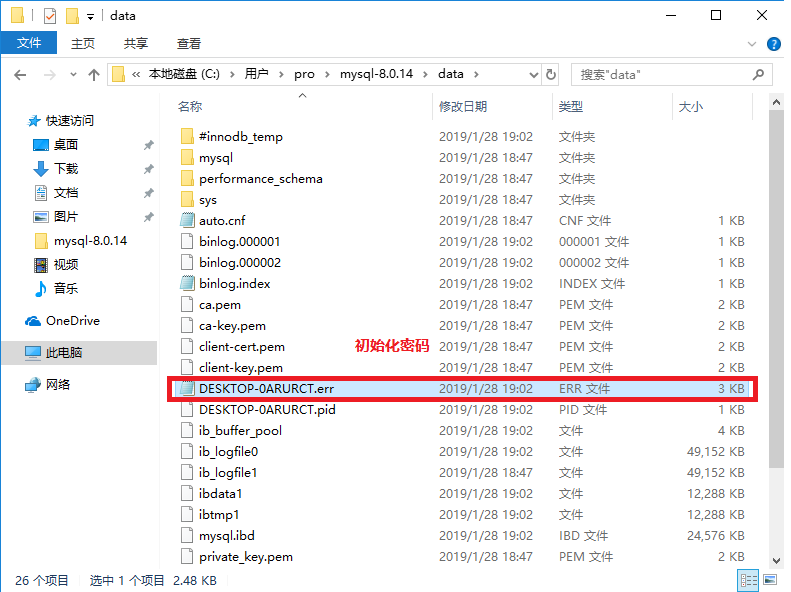 data
文件 主页 共享 查看
« 本地磁盘 (C:) › 用户 › pro › mysql-8.0.14 › data › 搜索"data"
快速访问
桌面
下载
文档
图片
mysql-8.0.14
视频
音乐
OneDrive
此电脑
网络
名称 修改日期 类型 大小
#innodb_temp 2019/1/28 19:02 文件夹
mysql 2019/1/28 18:47 文件夹
performance_schema 2019/1/28 18:47 文件夹
sys 2019/1/28 18:47 文件夹
auto.cnf 2019/1/28 18:47 CNF 文件 1 KB
binlog.000001 2019/1/28 19:02 000001 文件 1 KB
binlog.000002 2019/1/28 19:02 000002 文件 1 KB
binlog.index 2019/1/28 19:02 INDEX 文件 1 KB
ca.pem 2019/1/28 18:47 PEM 文件 2 KB
ca-key.pem 2019/1/28 18:47 PEM 文件 2 KB
client-cert.pem 2019/1/28 18:47 PEM 文件 2 KB
初始化密码
client-key.pem 2019/1/28 18:47 PEM 文件 2 KB
DESKTOP-0ARURCT.err 2019/1/28 19:02 ERR 文件 3 KB
DESKTOP-0ARURCT.pid 2019/1/28 19:02 PID 文件 1 KB
ib_buffer_pool 2019/1/28 19:02 文件 4 KB
ib_logfile0 2019/1/28 19:02 文件 49,152 KB
ib_logfile1 2019/1/28 18:47 文件 49,152 KB
ibdata1 2019/1/28 19:02 文件 12,288 KB
ibtmp1 2019/1/28 19:02 文件 12,288 KB
mysql.ibd 2019/1/28 19:02 IBD 文件 24,576 KB
private_key.pem 2019/1/28 18:47 PEM 文件 2 KB
26 个项目 选中 1 个项目 2.48 KB